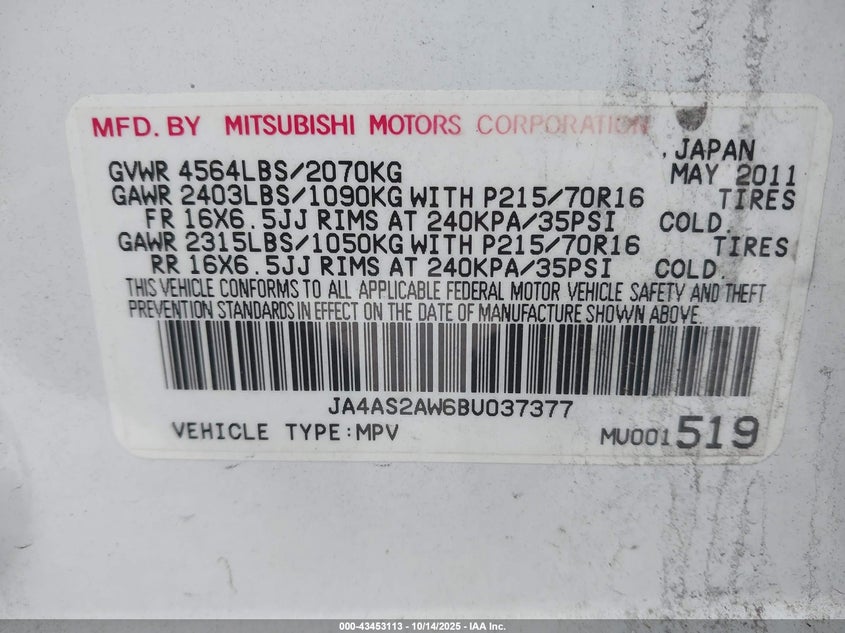 MFD. BY MITSUBISHI MOTORS CORPORATION
, JAPAN
GVWR 4564LBS/2070KG MAY 2011
GAWR 2403LBS/1090KG WITH P215/70R16 TIRES
FR 16X6.5JJ RIMS AT 240KPA/35PSI COLD.
GAWR 2315LBS/1050KG WITH P215/70R16 TIRES
RR 16X6.5JJ RIMS AT 240KPA/35PSI COLD.
THIS VEHICLE CONFORMS TO ALL APPLICABLE FEDERAL MOTOR VEHICLE SAFETY AND THEFT
PREVENTION STANDARDS IN EFFECT ON THE DATE OF MANUFACTURE SHOWN ABOVE.
JA4AS2AW6BU037377
VEHICLE TYPE:MPV MU001519
000-43453113 - 10/14/2025 - IAA Inc.